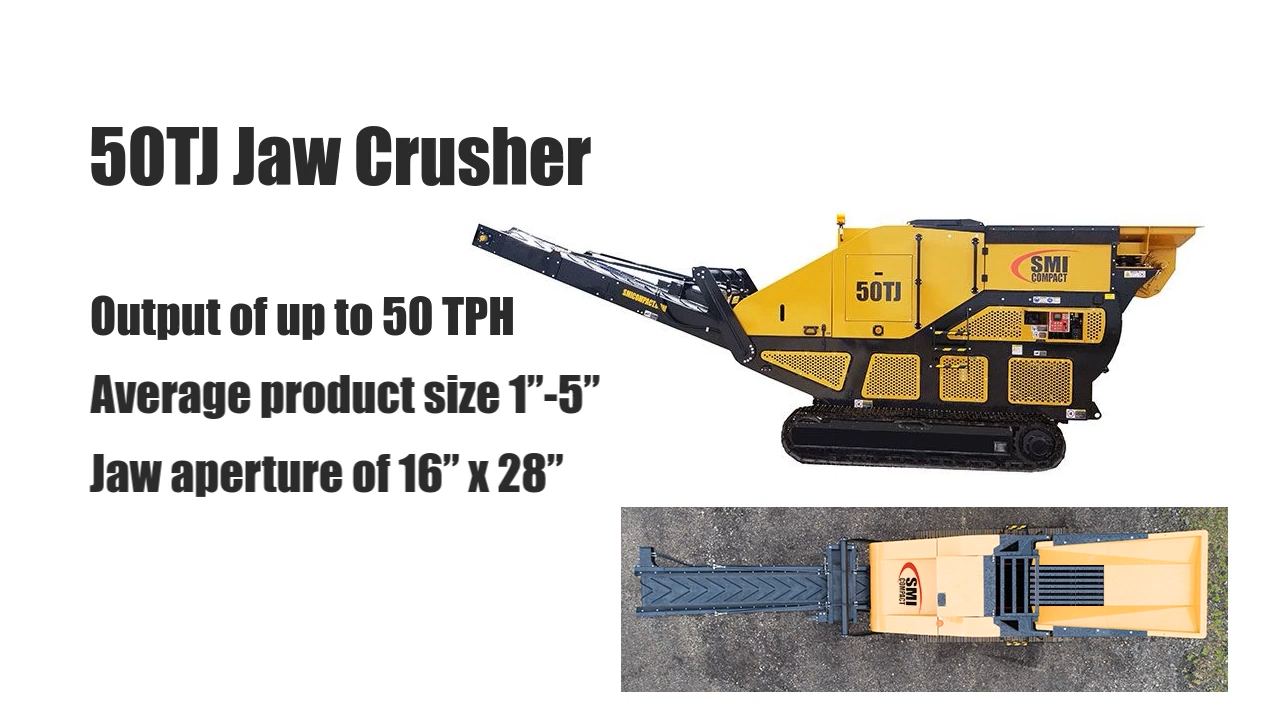 50TJ Jaw Crusher
Output of up to 50 TPH
Average product size 1”-5”
Jaw aperture of 16” x 28”
SMI
COMPACT
50TJ
SMI
COMPACT